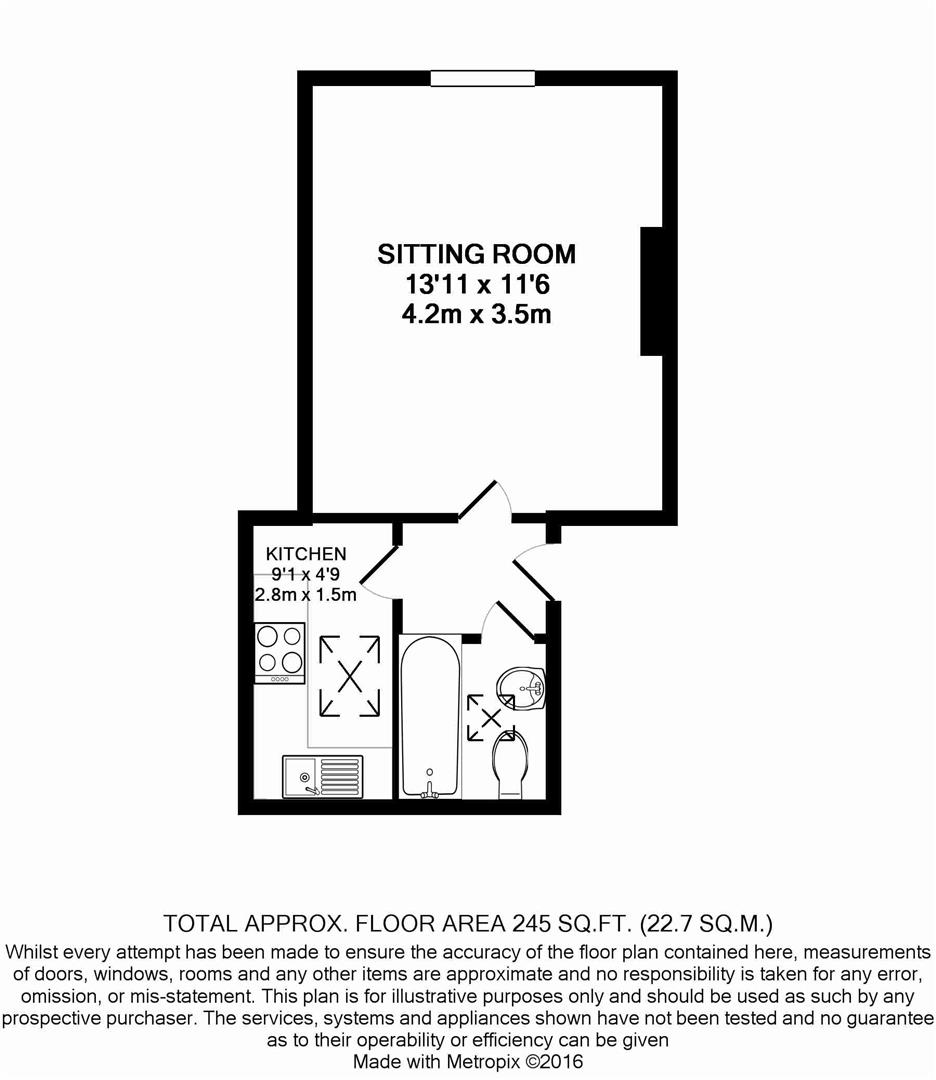 SITTING ROOM
13'11 x 11'6
4.2m x 3.5m
KITCHEN
9'1 x 4'9
2.8m x 1.5m
TOTAL APPROX. FLOOR AREA 245 SQ.FT. (22.7 SQ.M.)
Whilst every attempt has been made to ensure the accuracy of the floor plan contained here, measurements
of doors, windows, rooms and any other items are approximate and no responsibility is taken for any error,
omission, or mis-statement. This plan is for illustrative purposes only and should be used as such by any
prospective purchaser. The services, systems and appliances shown have not been tested and no guarantee
as to their operability or efficiency can be given
Made with Metropix ©2016